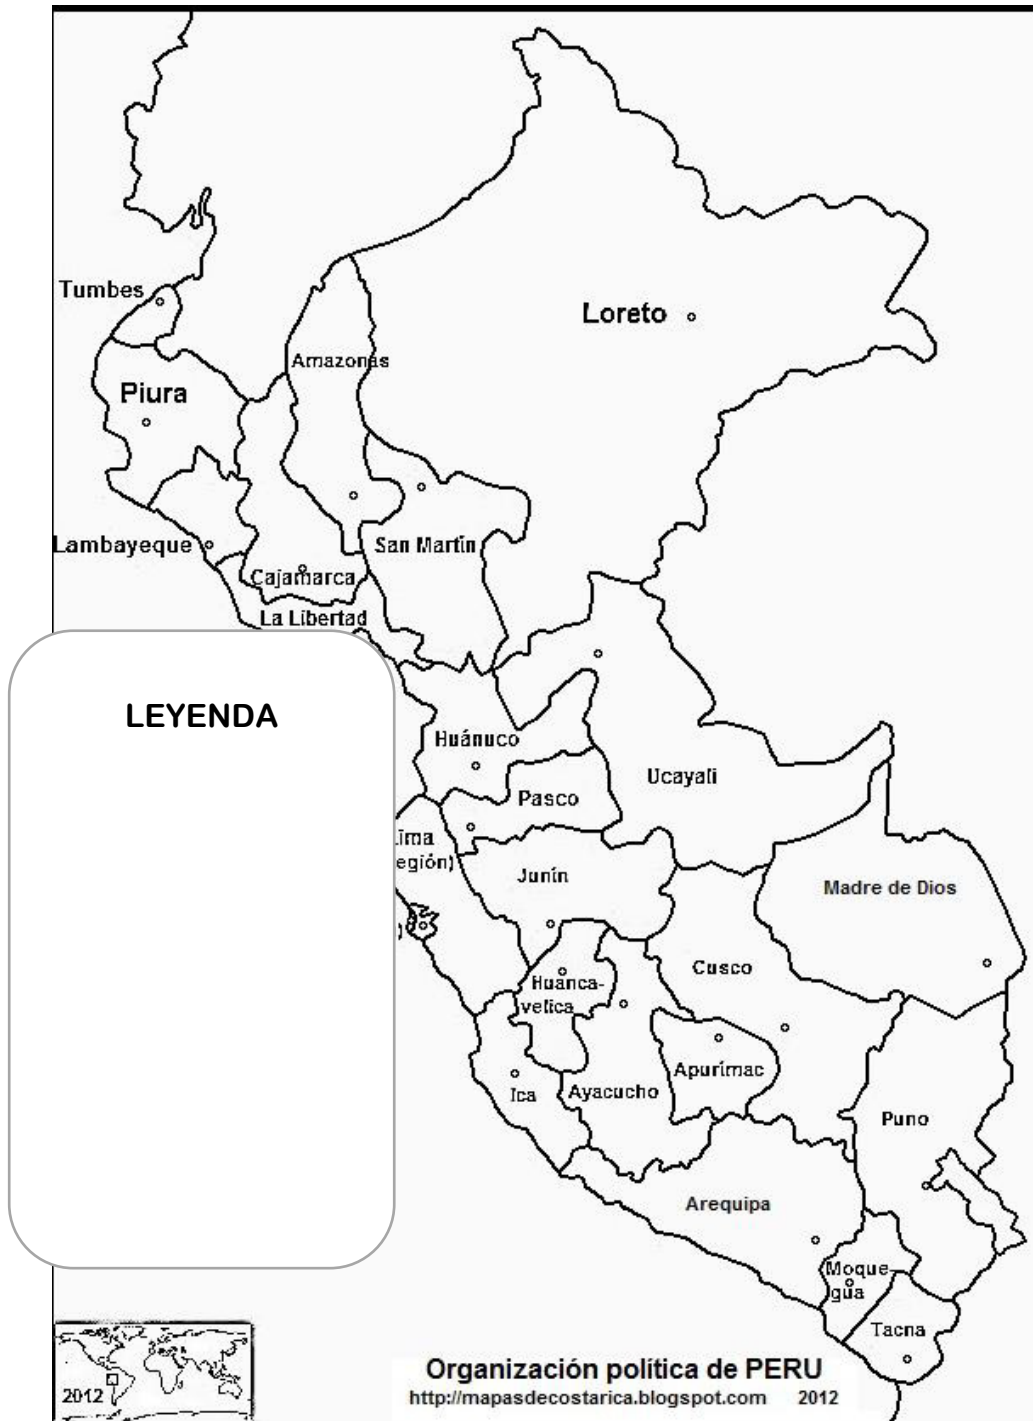 Tumbes
Loreto
Amazonas
Piura
Lambayeque
San Martín
Cajamarca
La Libertad
LEYENDA
Huánuco
Ucayali
Pasco
Lima
egión)
Junín
Madre de Dios
)
Cusco
Huanca-
velica
Apurímac
Ica
Ayacucho
Puno
Arequipa
Moque-
gua
Tacna
Organización política de PERU
http://mapasdecostarica.blogspot.com 2012
2012